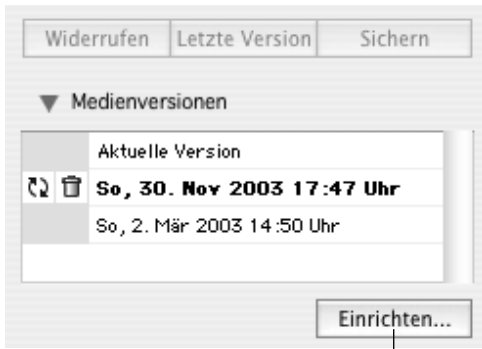 Widerrufen Letzte Version Sichern
Medienversionen
Aktuelle Version
So, 30. Nov 2003 17:47 Uhr
So, 2. Mär 2003 14:50 Uhr
Einrichten...